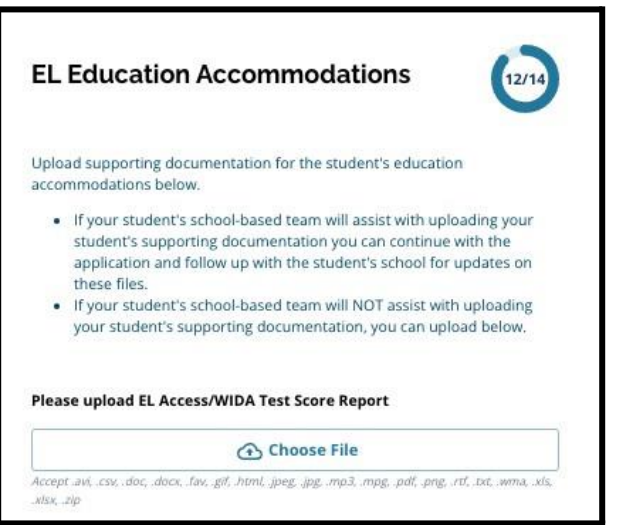 EL Education Accommodations
12/14
Upload supporting documentation for the student's education
accommodations below.
• If your student's school-based team will assist with uploading your
student's supporting documentation you can continue with the
application and follow up with the student's school for updates on
these files.
• If your student's school-based team will NOT assist with uploading
your student's supporting documentation, you can upload below.
Please upload EL Access/WIDA Test Score Report
Choose File
Accept .avi, .csv, .doc, .docx, .fav, .gif, .html, .jpeg, .jpg, .mp3, .mpg, .pdf, .png, .rtf, .txt, .wma, .xls,
.xlsx, .zip